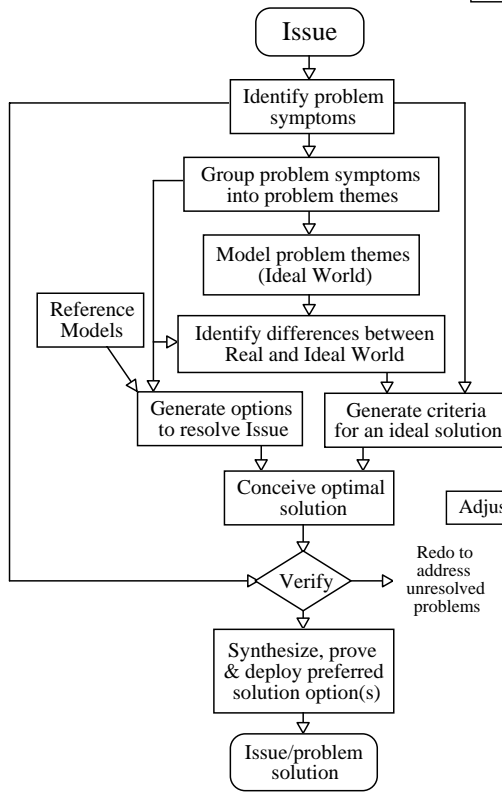 Issue
Identify problem
symptoms
Group problem symptoms
into problem themes
Model problem themes
(Ideal World)
Reference
Models
Identify differences between
Real and Ideal World
Generate options
to resolve Issue
Generate criteria
for an ideal solution
Conceive optimal
solution
Adjus
Verify
Redo to
address
unresolved
problems
Synthesize, prove
& deploy preferred
solution option(s)
Issue/problem
solution